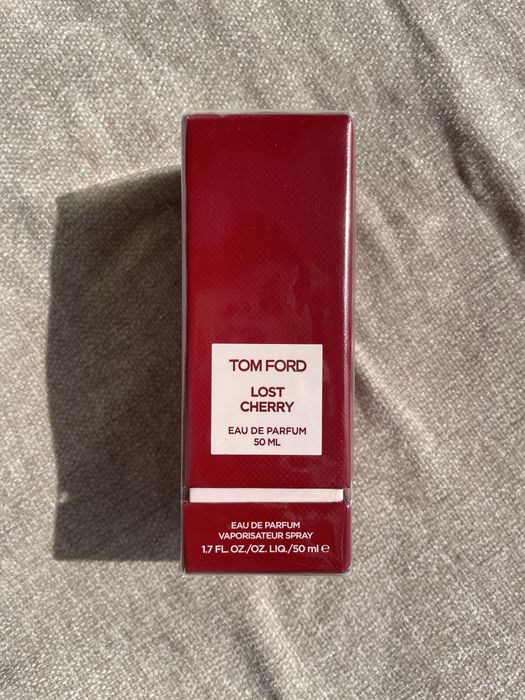 TOM FORD
LOST
CHERRY
EAU DE PARFUM
50 ML
EAU DE PARFUM
VAPORISATEUR SPRAY
1.7 FL. OZ./OZ. LIQ./50 ml ℮